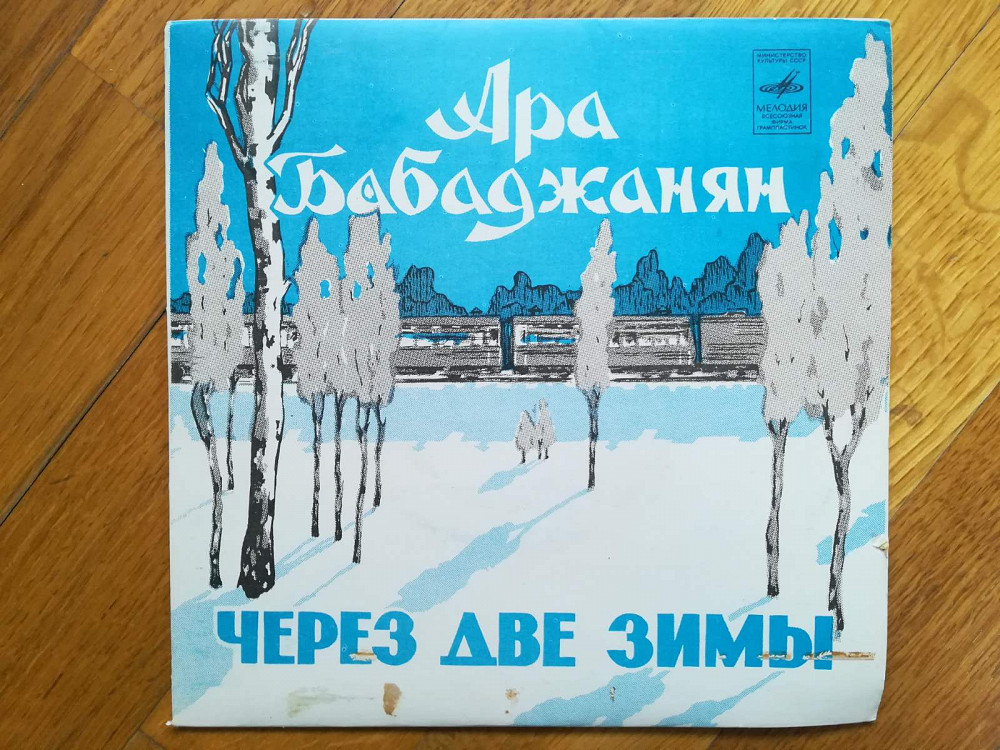 Ара
Бабаджанян
МИНИСТЕРСТВО
КУЛЬТУРЫ СССР
МЕЛОДИЯ
ВСЕСОЮЗНАЯ
ФИРМА
ГРАМПЛАСТИНОК
ЧЕРЕЗ ДВЕ ЗИМЫ